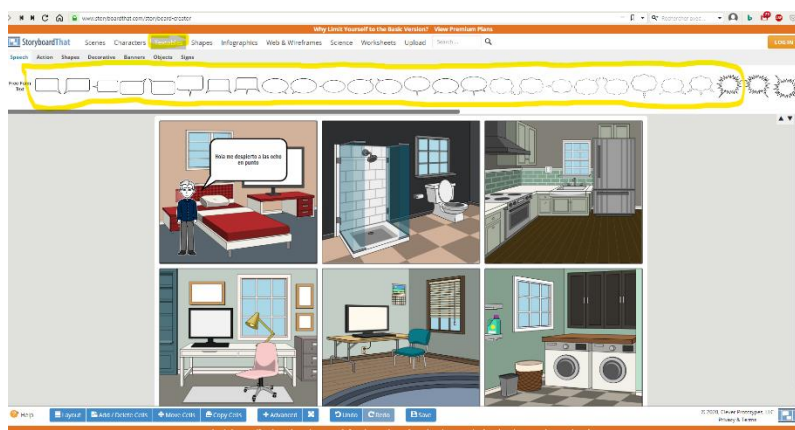 www.storyboardthat.com/storyboard-creator
Why Limit Yourself to the Basic Version? View Premium Plans
StoryboardThat Scenes Characters Shapes Infographics Web & Wireframes Science Worksheets Upload Search... LOG IN
Speech Action Shapes Decorative Banners Objects Signs
Text
Hola me despierto a las ocho
en punto
Help Layout Add / Delete Cells Move Cells Copy Cells Advanced Undo Redo Save
© 2020, Clever Prototypes, LLC
Privacy & Terms